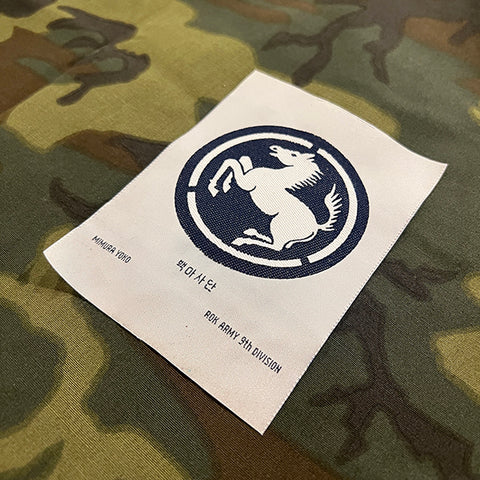 MIMURA YOKO
백마사단
ROK ARMY 9th DIVISION